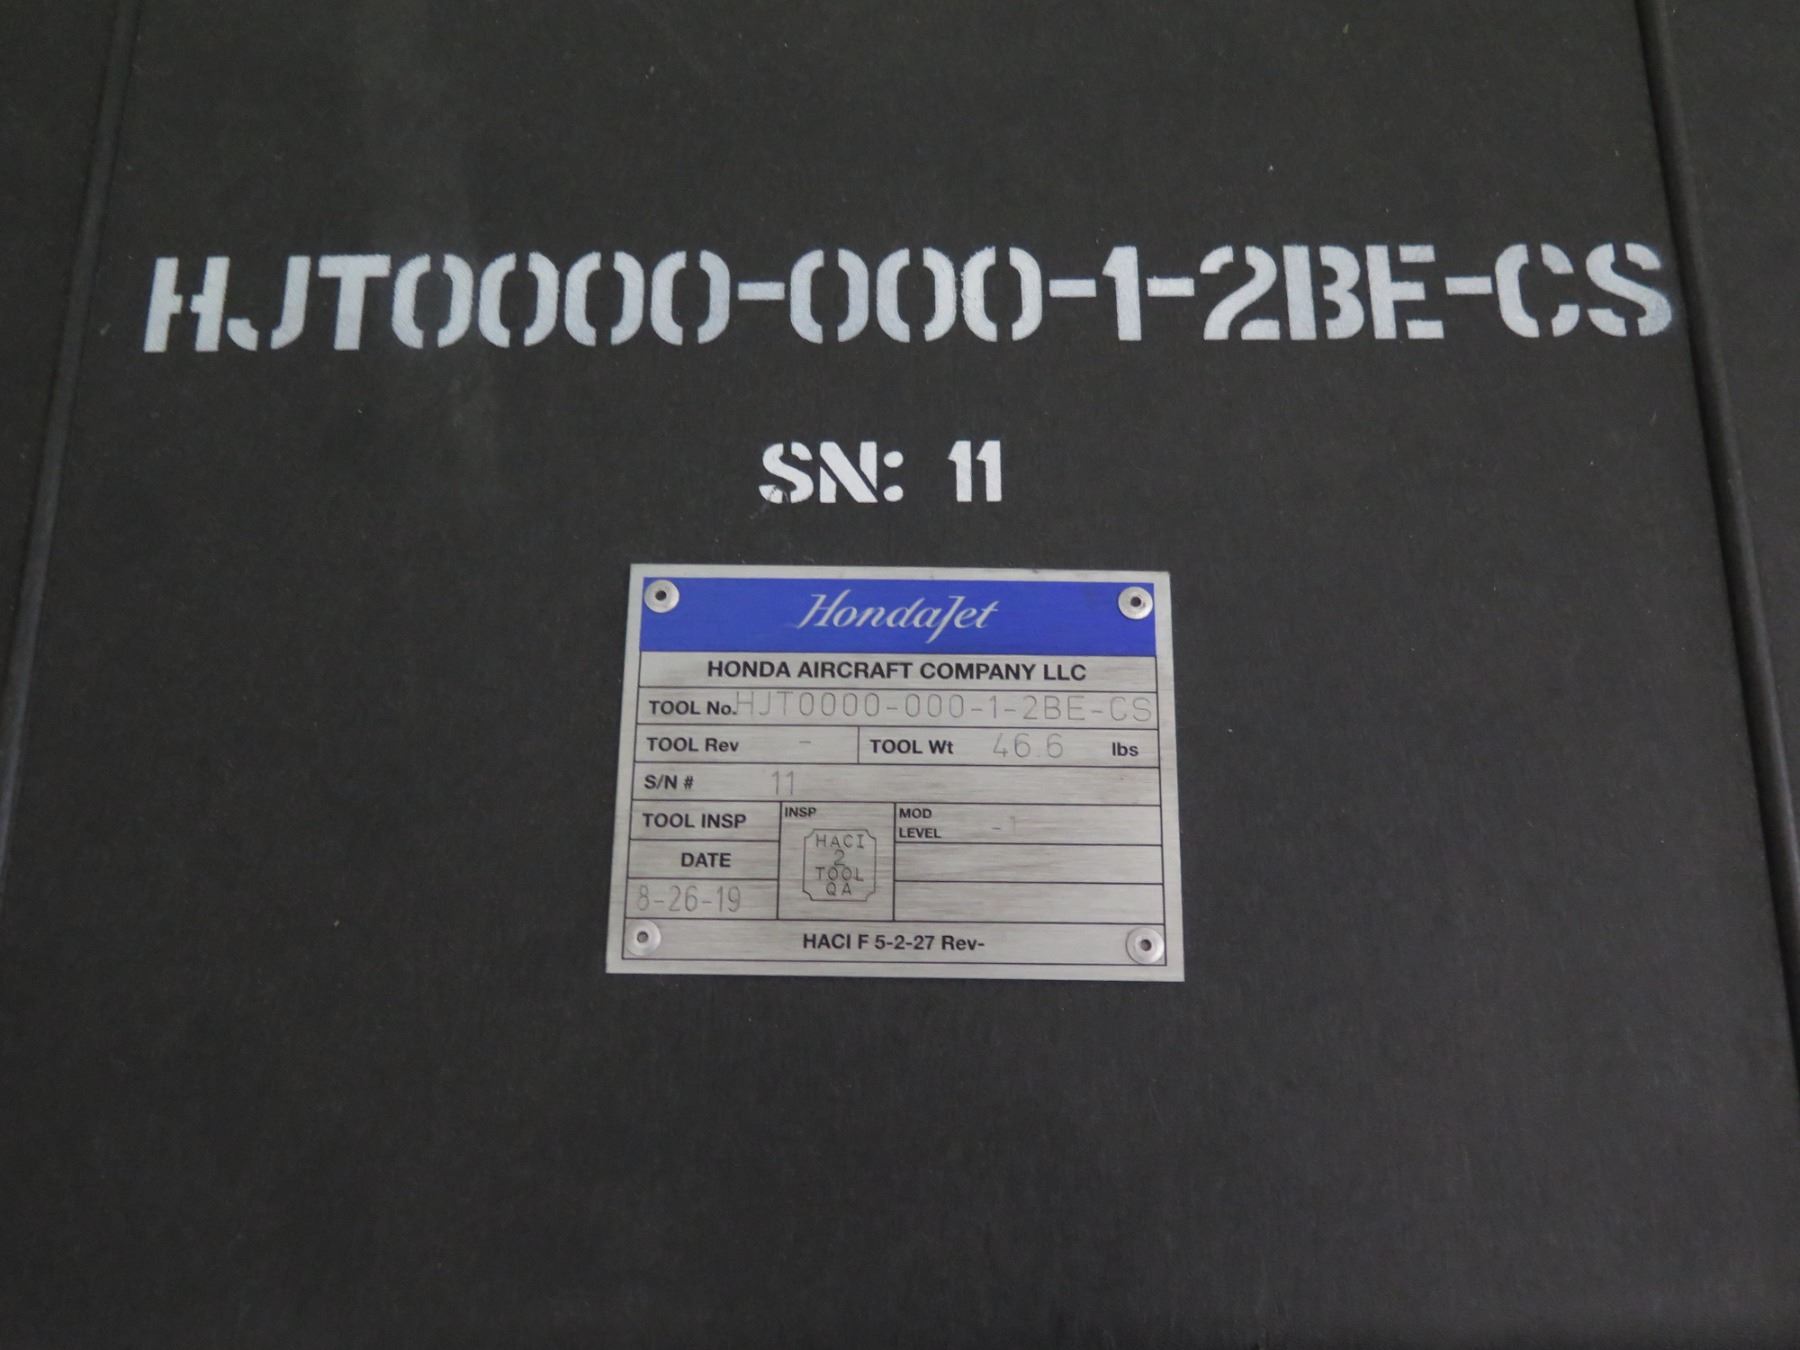 HJT0000-000-1-2BE-CS
SN: 11
HondaJet
HONDA AIRCRAFT COMPANY LLC
TOOL No. HJT0000-000-1-2BE-CS
TOOL Rev - TOOL Wt 46.6 lbs
S/N # 11
TOOL INSP
DATE
8-26-19
INSP
HACI
2
TOOL
QA
MOD
LEVEL -1
HACI F 5-2-27 Rev-